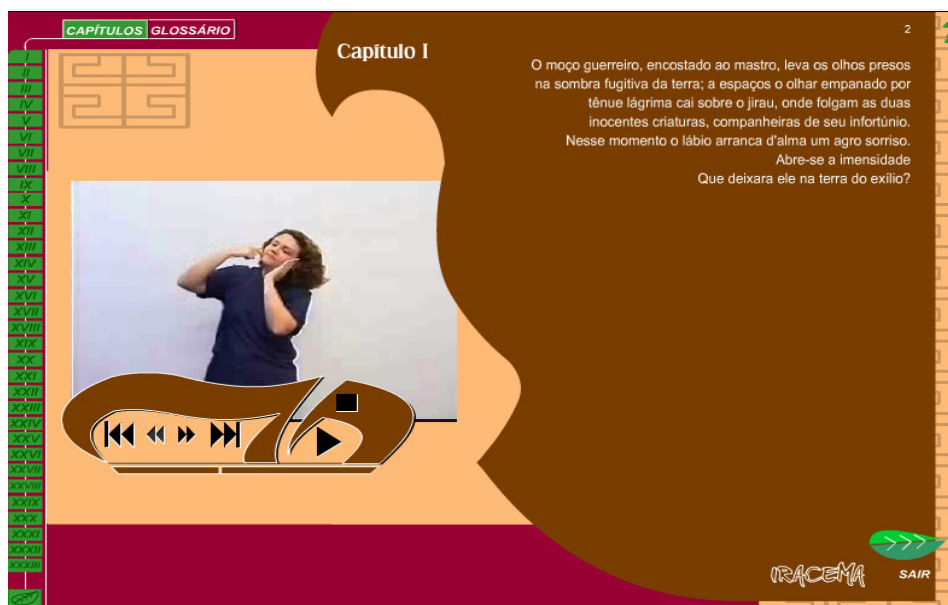 CAPÍTULOS GLOSSÁRIO
2
Capítulo I
O moço guerreiro, encostado ao mastro, leva os olhos presos
na sombra fugitiva da terra; a espaços o olhar empanado por
tênue lágrima cai sobre o jirau, onde folgam as duas
inocentes criaturas, companheiras de seu infortúnio.
Nesse momento o lábio arranca d'alma um agro sorriso.
Abre-se a imensidade
Que deixara ele na terra do exílio?
I
II
III
IV
V
VI
VII
VIII
IX
X
XI
XII
XIII
XIV
XV
XVI
XVII
XVIII
XIX
XX
XXI
XXII
XXIII
XXIV
XXV
XXVI
XXVII
XXVIII
XXIX
XXX
XXXI
XXXII
XXXIII
IRACEMA
SAIR